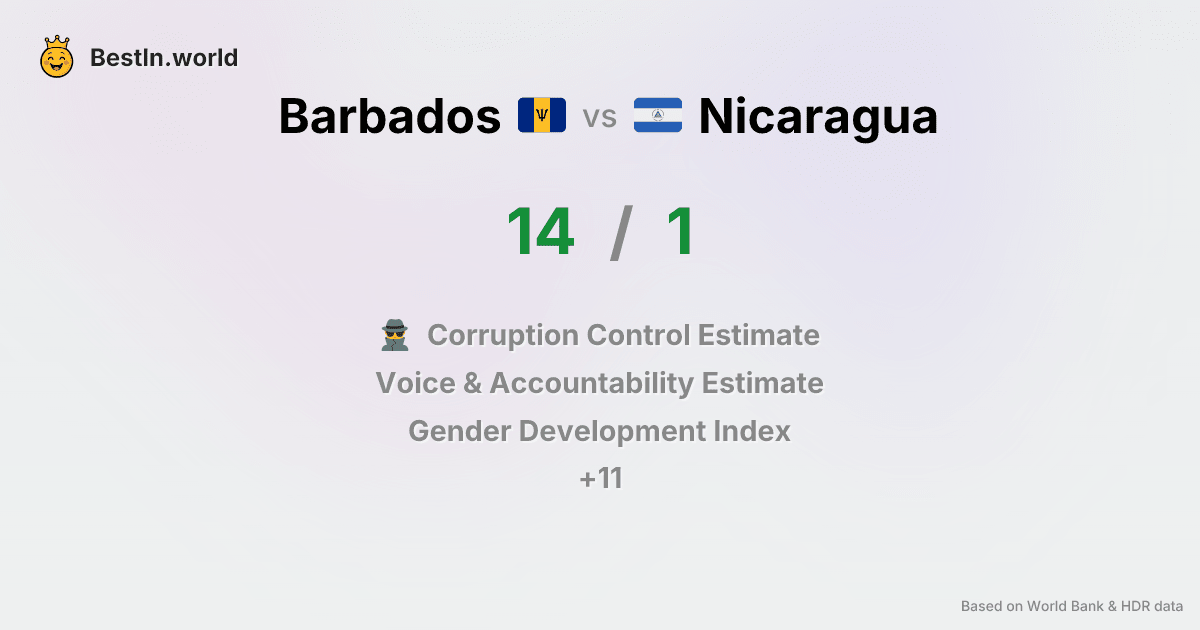 BestIn.world
Barbados vs Nicaragua
14 / 1
Corruption Control Estimate
Voice & Accountability Estimate
Gender Development Index
+11
Based on World Bank & HDR data